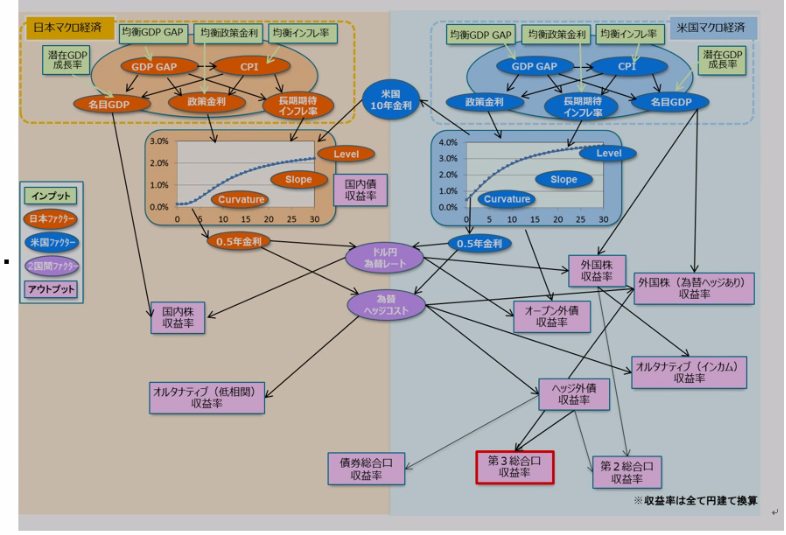 日本マクロ経済
均衡GDP GAP
均衡政策金利
均衡インフレ率
潜在GDP
成長率
GDP GAP
CPI
名目GDP
政策金利
長期期待
インフレ率
米国
10年金利
米国マクロ経済
均衡GDP GAP
均衡政策金利
均衡インフレ率
潜在GDP
成長率
GDP GAP
CPI
政策金利
長期期待
インフレ率
名目GDP
3.0%
2.0%
1.0%
0.0%
0 5 10 15 20 25 30
Level
Slope
Curvature
国内債
収益率
4.0%
3.0%
2.0%
1.0%
0.0%
0 5 10 15 20 25 30
Level
Slope
Curvature
インプット
日本ファクター
米国ファクター
2国間ファクター
アウトプット
0.5年金利
0.5年金利
ドル円
為替レート
為替
ヘッジコスト
国内株
収益率
外国株
収益率
外国株（為替ヘッジあり）
収益率
オープン外債
収益率
オルタナティブ（低相関）
収益率
オルタナティブ（インカム）
収益率
ヘッジ外債
収益率
債券総合口
収益率
第３総合口
収益率
第２総合口
収益率
※収益率は全て円建て換算